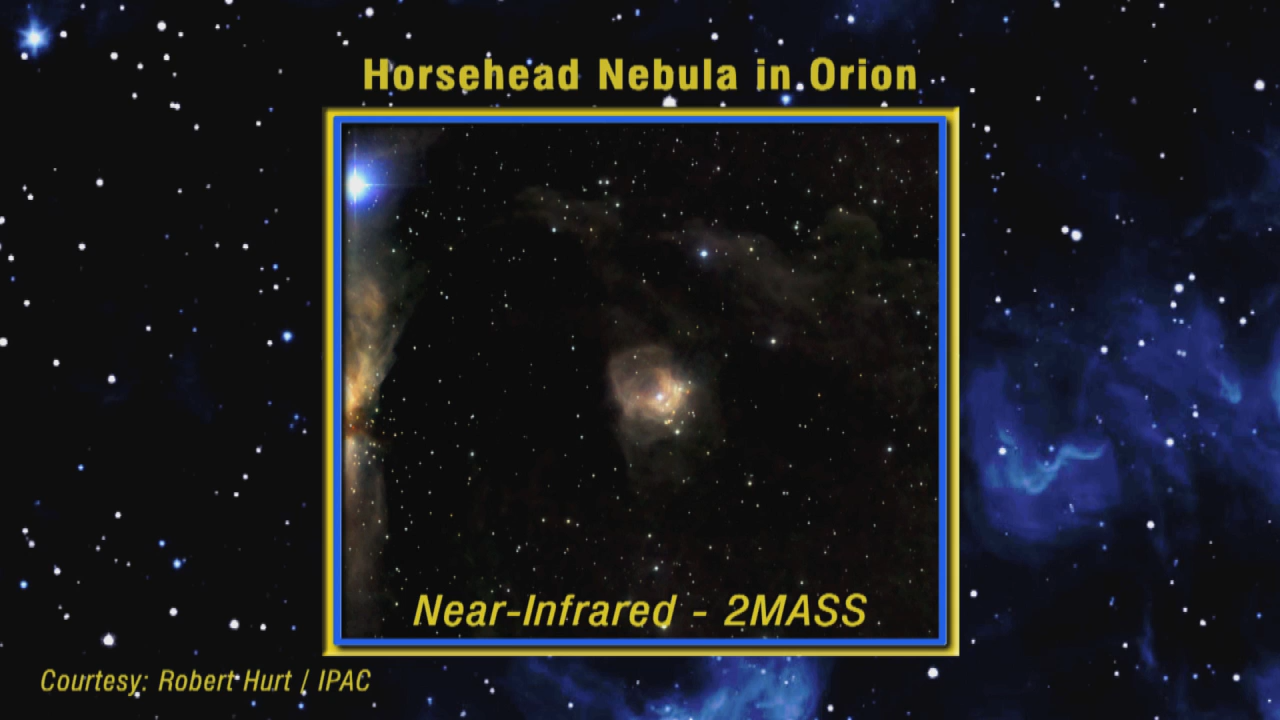 Horsehead Nebula in Orion
Near-Infrared - 2MASS
Courtesy: Robert Hurt / IPAC